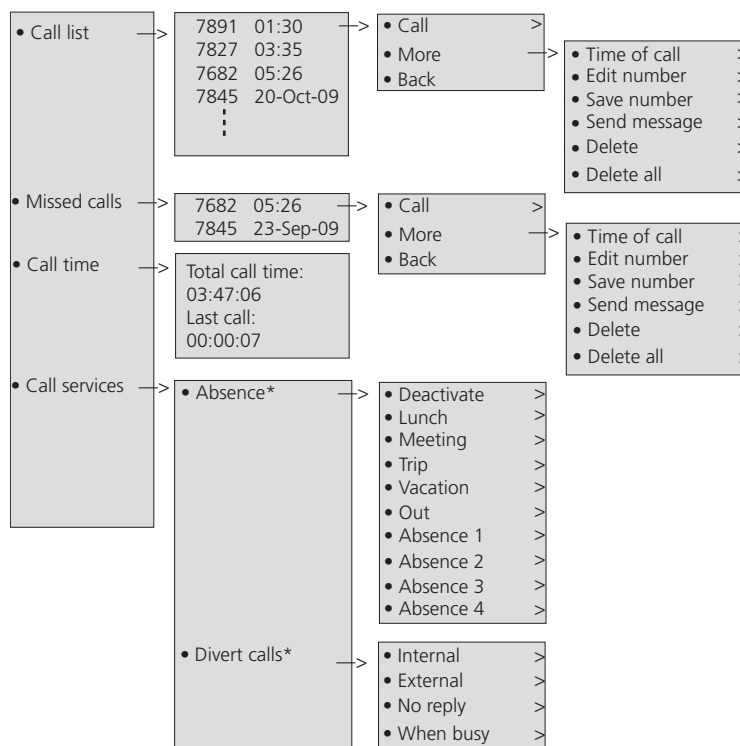 • Call list
7891 01:30
7827 03:35
7682 05:26
7845 20-Oct-09
• Call >
• More
• Back
• Time of call >
• Edit number >
• Save number >
• Send message >
• Delete >
• Delete all >
• Missed calls
7682 05:26
7845 23-Sep-09
• Call >
• More
• Back
• Time of call
• Edit number
• Save number
• Send message
• Delete
• Delete all
• Call time
Total call time:
03:47:06
Last call:
00:00:07
• Call services
• Absence*
• Deactivate >
• Lunch >
• Meeting >
• Trip >
• Vacation >
• Out >
• Absence 1 >
• Absence 2 >
• Absence 3 >
• Absence 4 >
• Divert calls*
• Internal >
• External >
• No reply >
• When busy >